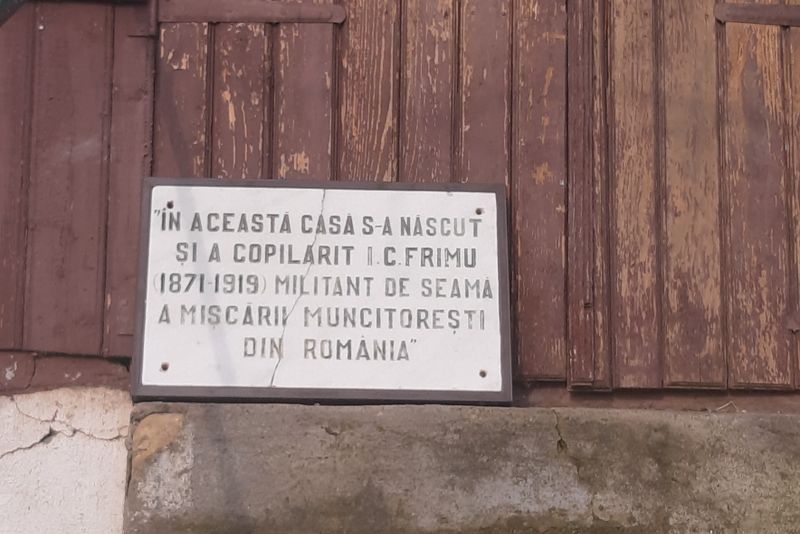 "ÎN ACEASTĂ CASĂ S-A NĂSCUT
ȘI A COPILĂRIT I.C.FRIMU
(1871-1919) MILITANT DE SEAMĂ
A MIȘCĂRII MUNCITOREȘTI
DIN ROMÂNIA"